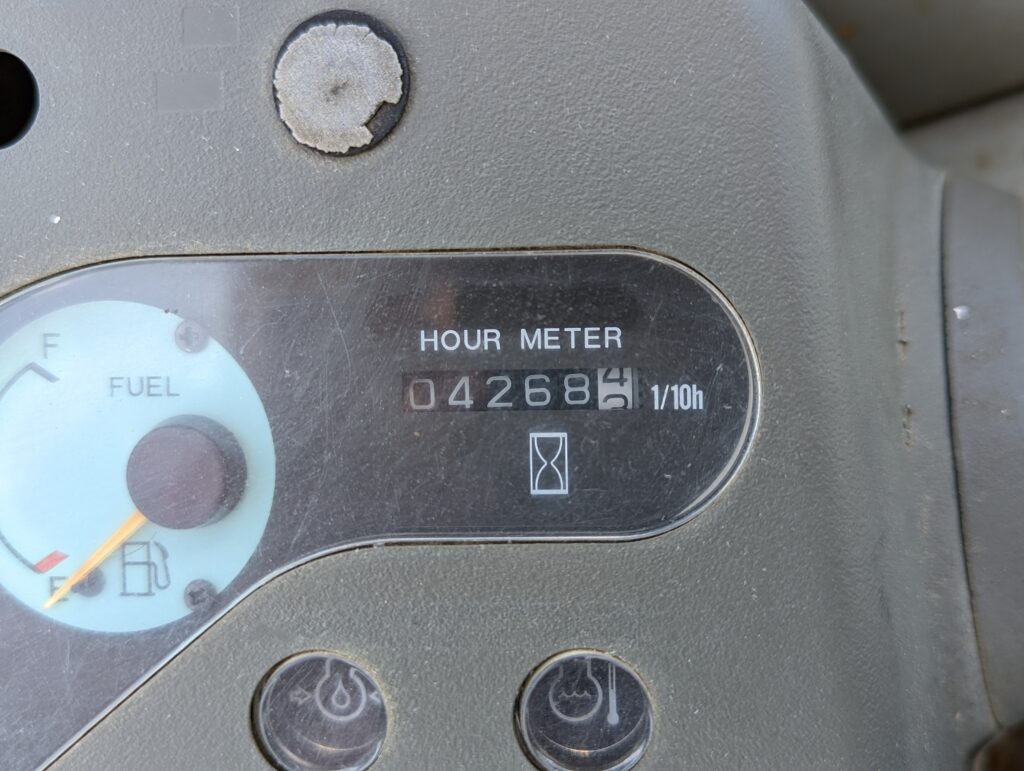 HOUR METER
F
FUEL
04268 1/10h
E